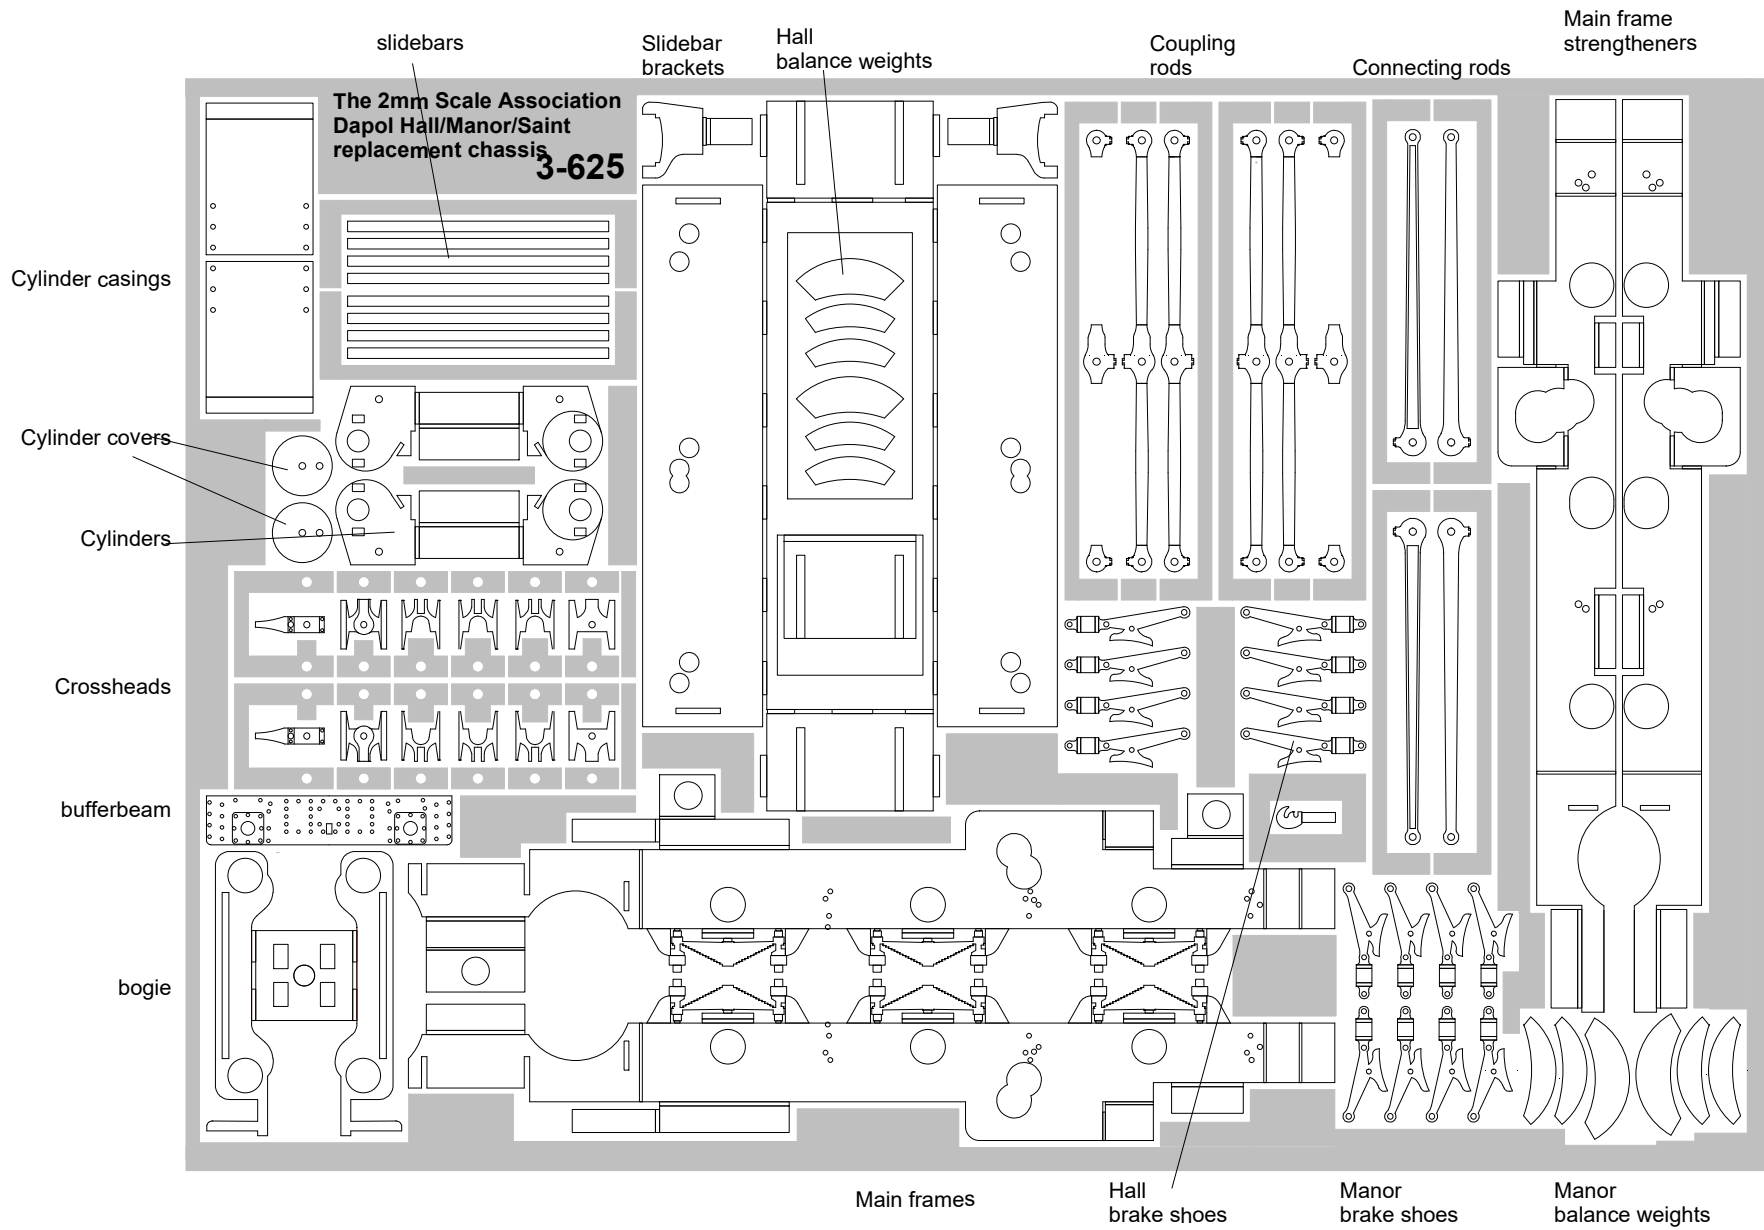 Main frame
strengtheners
slidebars
Slidebar
brackets
Hall
balance weights
Coupling
rods
Connecting rods
The 2mm Scale Association
Dapol Hall/Manor/Saint
replacement chassis
3-625
Cylinder casings
Cylinder covers
Cylinders
Crossheads
bufferbeam
bogie
Main frames
Hall
brake shoes
Manor
brake shoes
Manor
balance weights